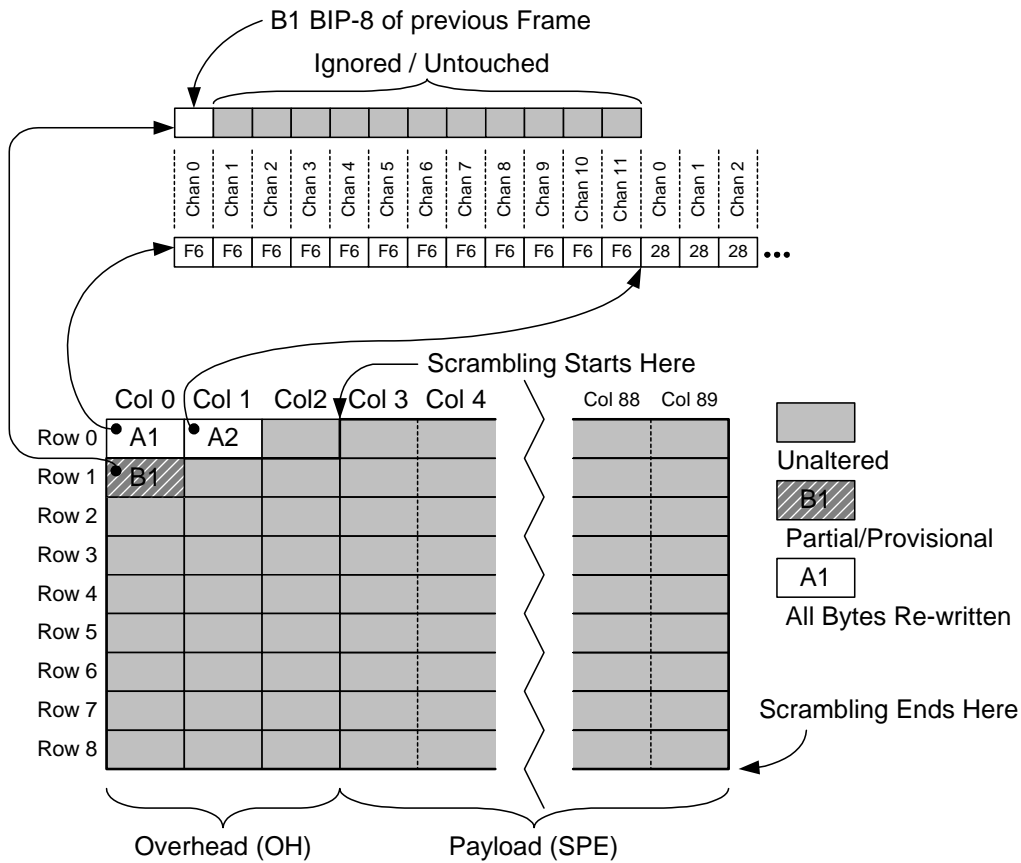 B1 BIP-8 of previous Frame
Ignored / Untouched
Chan 0 Chan 1 Chan 2 Chan 3 Chan 4 Chan 5 Chan 6 Chan 7 Chan 8 Chan 9 Chan 10 Chan 11 Chan 0 Chan 1 Chan 2
F6 F6 F6 F6 F6 F6 F6 F6 F6 F6 F6 F6 28 28 28 •••
Scrambling Starts Here
Col 0 Col 1 Col2 Col 3 Col 4 Col 88 Col 89
Row 0 A1 A2
Row 1 B1
Row 2
Row 3
Row 4
Row 5
Row 6
Row 7
Row 8
Unaltered
B1
Partial/Provisional
A1
All Bytes Re-written
Scrambling Ends Here
Overhead (OH) Payload (SPE)